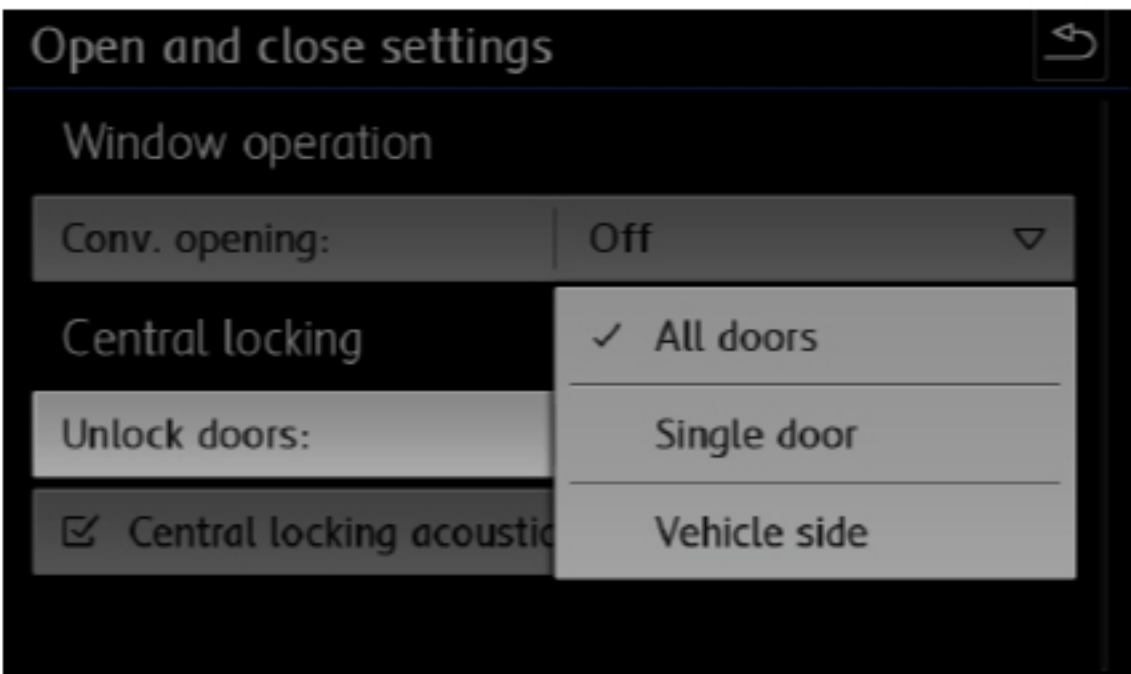 Open and close settings
Window operation
Conv. opening: Off
Central locking
All doors
Unlock doors:
Single door
Central locking acoustic
Vehicle side